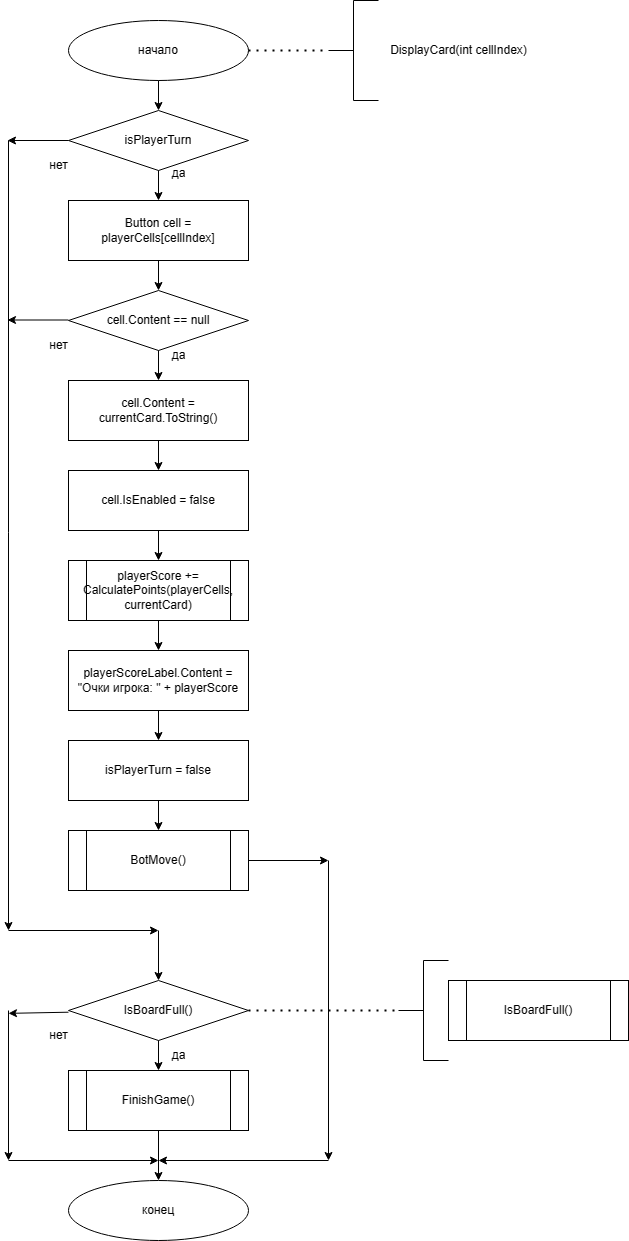 начало
DisplayCard(int cellIndex)
isPlayerTurn
нет
да
Button cell =
playerCells[cellIndex]
cell.Content == null
нет
да
cell.Content =
currentCard.ToString()
cell.IsEnabled = false
playerScore +=
CalculatePoints(playerCells,
currentCard)
playerScoreLabel.Content =
"Очки игрока: " + playerScore
isPlayerTurn = false
BotMove()
IsBoardFull()
IsBoardFull()
нет
да
FinishGame()
конец